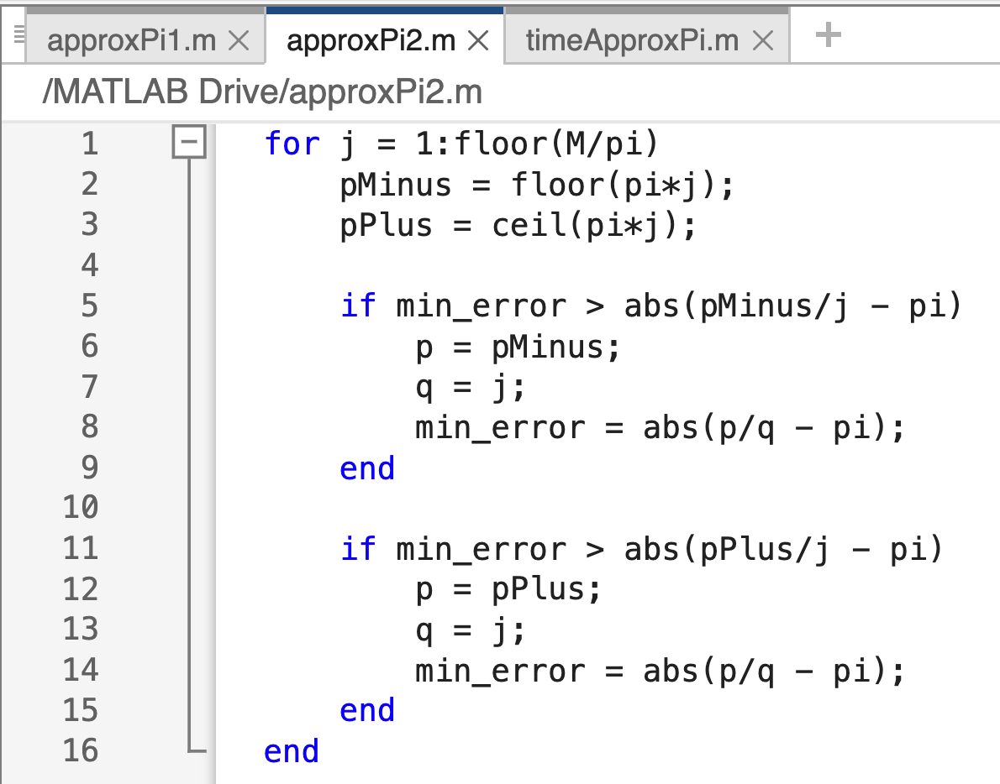 approxPi1.m × approxPi2.m × timeApproxPi.m × +
/MATLAB Drive/approxPi2.m
1 for j = 1:floor(M/pi)
2     pMinus = floor(pi*j);
3     pPlus = ceil(pi*j);
4
5     if min_error > abs(pMinus/j - pi)
6         p = pMinus;
7         q = j;
8         min_error = abs(p/q - pi);
9     end
10
11     if min_error > abs(pPlus/j - pi)
12         p = pPlus;
13         q = j;
14         min_error = abs(p/q - pi);
15     end
16 end